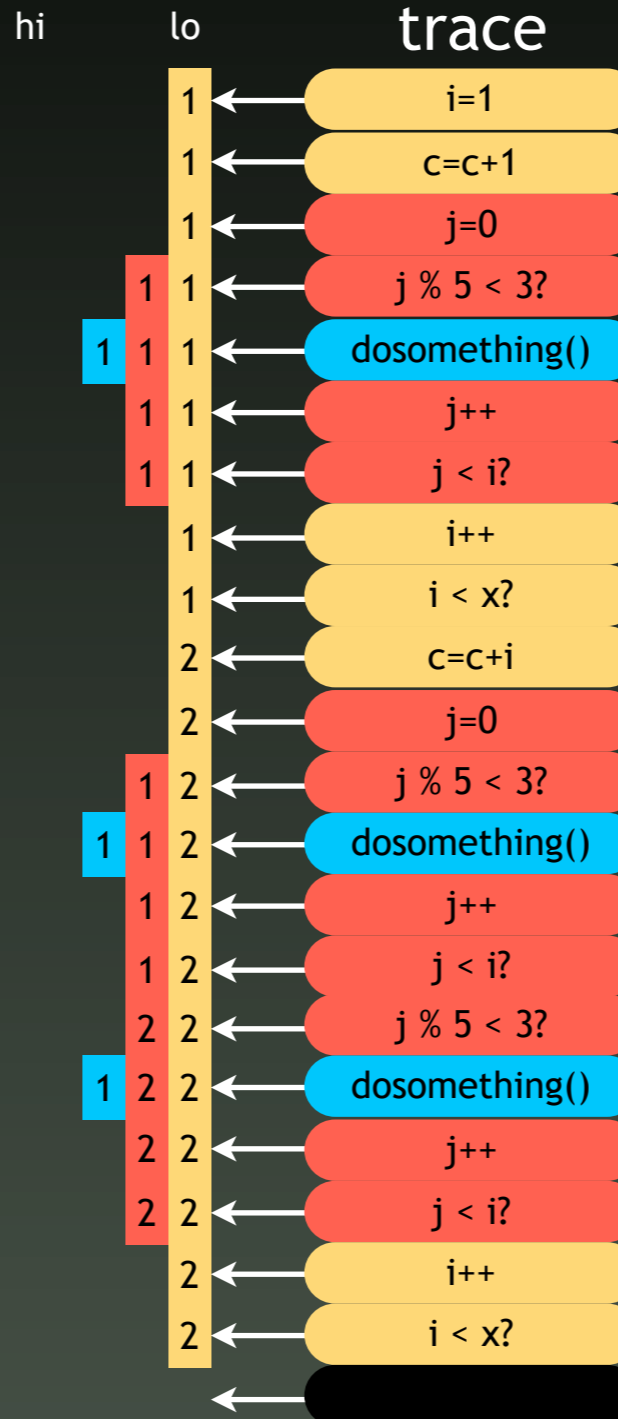 hi lo trace
1 i=1
1 c=c+1
1 j=0
1 1 j % 5 < 3?
1 1 1 dosomething()
1 1 j++
1 1 j < i?
1 i++
1 i < x?
2 c=c+i
2 j=0
1 2 j % 5 < 3?
1 1 2 dosomething()
1 2 j++
1 2 j < i?
2 2 j % 5 < 3?
1 2 2 dosomething()
2 2 j++
2 2 j < i?
2 i++
2 i < x?